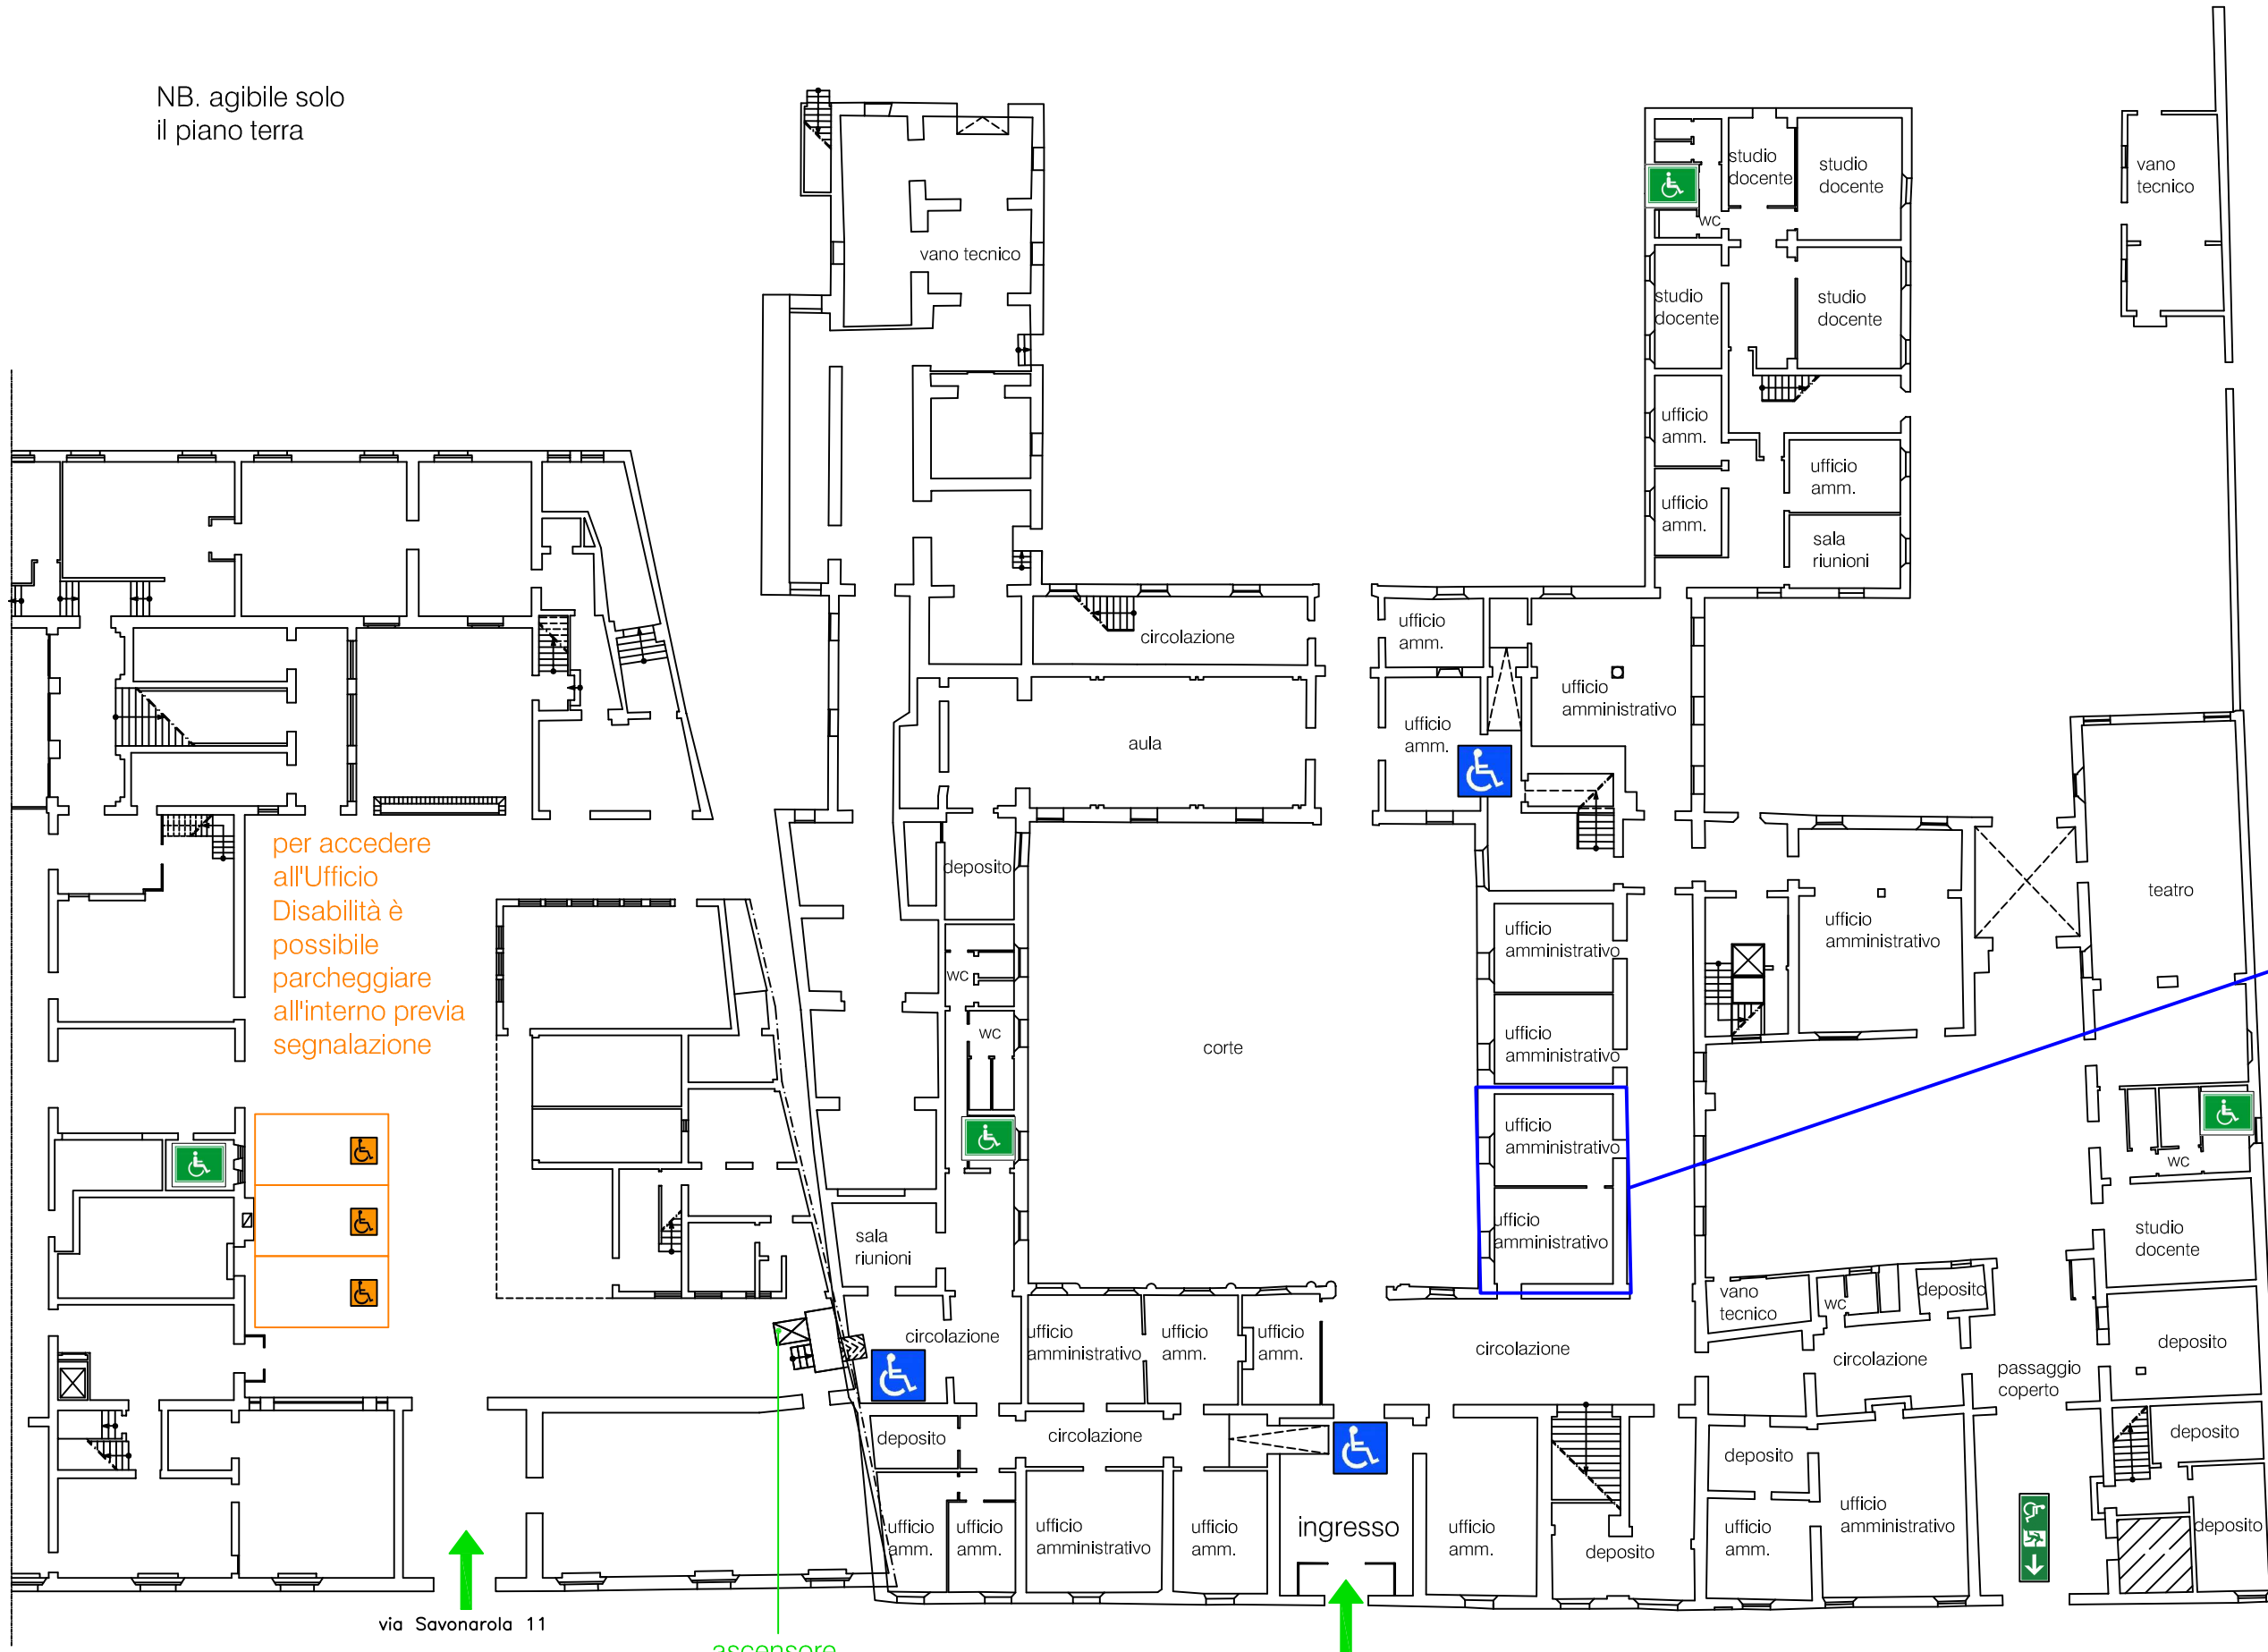 NB. agibile solo
il piano terra
vano tecnico
studio
docente
studio
docente
wc
studio
docente
studio
docente
vano
tecnico
ufficio
amm.
ufficio
amm.
ufficio
amm.
sala
riunioni
circolazione
ufficio
amm.
ufficio
amministrativo
aula
ufficio
amm.
per accedere
all'Ufficio
Disabilità è
possibile
parcheggiare
all'interno previa
segnalazione
deposito
wc
wc
corte
ufficio
amministrativo
ufficio
amministrativo
ufficio
amministrativo
ufficio
amministrativo
ufficio
amministrativo
teatro
wc
studio
docente
sala
riunioni
circolazione
ufficio
amministrativo
ufficio
amm.
ufficio
amm.
circolazione
vano
tecnico
wc
deposito
circolazione
passaggio
coperto
deposito
deposito
circolazione
deposito
deposito
ufficio
amm.
ufficio
amm.
ufficio
amministrativo
ufficio
amm.
ingresso
ufficio
amm.
deposito
ufficio
amm.
ufficio
amministrativo
deposito
via Savonarola 11
ascensore